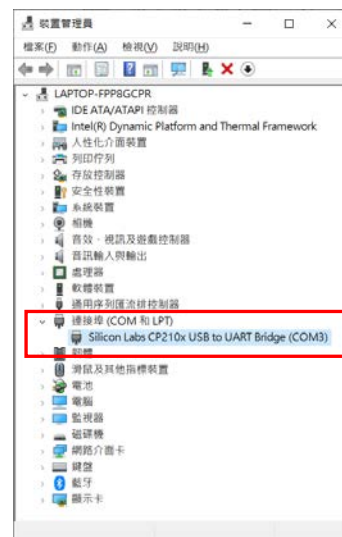 裝置管理員
檔案(F) 動作(A) 檢視(V) 說明(H)
LAPTOP-FPP8GCPR
IDE ATA/ATAPI 控制器
Intel(R) Dynamic Platform and Thermal Framework
人性化介面裝置
列印佇列
存放控制器
安全性裝置
系統裝置
相機
音效、視訊及遊戲控制器
音訊輸入與輸出
處理器
軟體裝置
通用序列匯流排控制器
連接埠 (COM 和 LPT)
Silicon Labs CP210x USB to UART Bridge (COM3)
韌體
滑鼠及其他指標裝置
電池
電腦
監視器
磁碟機
網路介面卡
鍵盤
藍牙
顯示卡